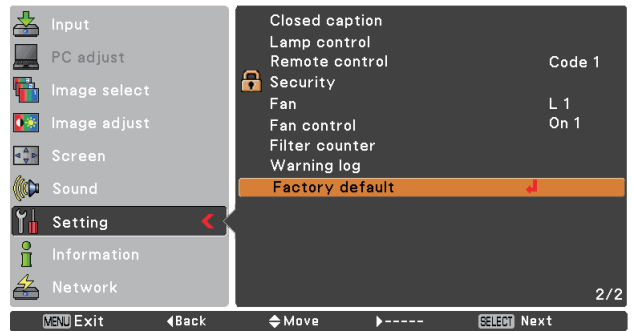 Input
PC adjust
Image select
Image adjust
Screen
Sound
Setting
Information
Network
Closed caption
Lamp control
Remote control Code 1
Security
Fan L 1
Fan control On 1
Filter counter
Warning log
Factory default
2/2
MENU Exit Back Move ----- SELECT Next